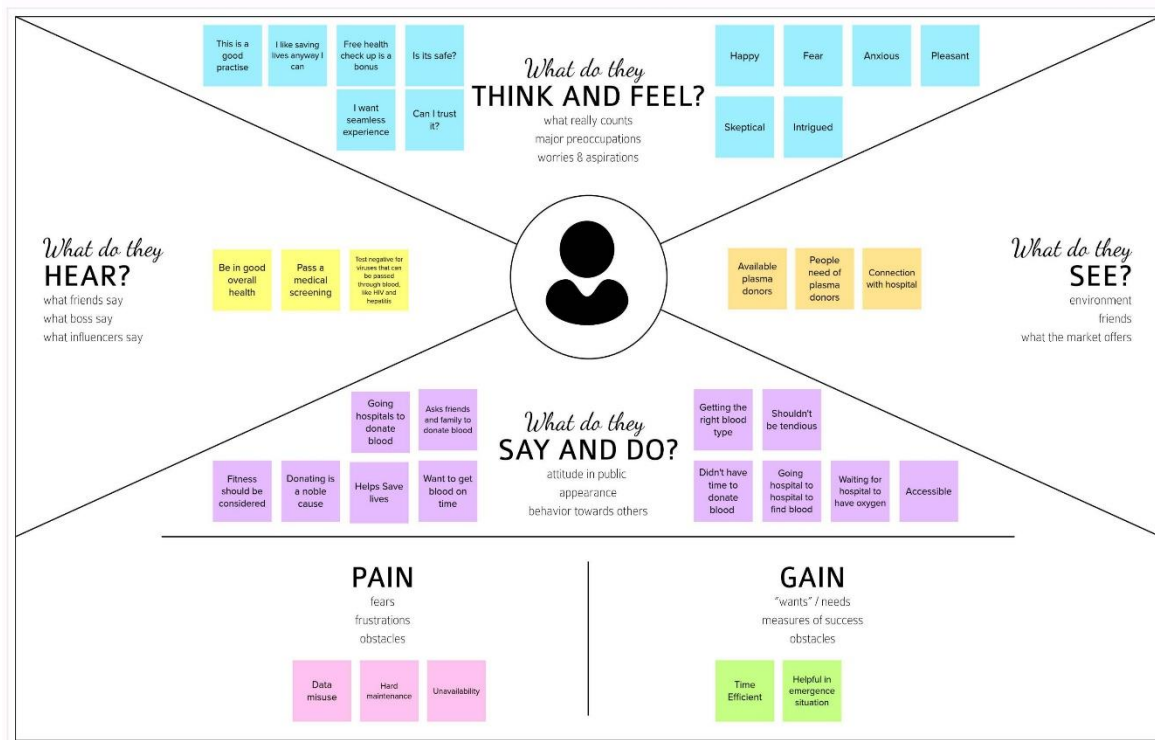 This is a
good
practise
I like saving
lives anyway I
can
Free health
check up is a
bonus
Is its safe?
I want
seamless
experience
Can I trust
it?
What do they
THINK AND FEEL?
what really counts
major preoccupations
worries & aspirations
Happy
Fear
Anxious
Pleasant
Skeptical
Intrigued
What do they
HEAR?
what friends say
what boss say
what influencers say
Be in good
overall
health
Pass a
medical
screening
Test negative for
viruses that can
be passed
through blood,
like HIV and
hepatitis
Available
plasma
donors
People
need of
plasma
donors
Connection
with hospital
What do they
SEE?
environment
friends
what the market offers
Going
hospitals to
donate
blood
Asks friends
and family to
donate blood
Fitness
should be
considered
Donating is
a noble
cause
Helps Save
lives
Want to get
blood on
time
What do they
SAY AND DO?
attitude in public
appearance
behavior towards others
Getting the
right blood
type
Shouldn't
be tendious
Didn't have
time to
donate
blood
Going
hospital to
hospital to
find blood
Waiting for
hospital to
have oxygen
Accessible
PAIN
fears
frustrations
obstacles
Data
misuse
Hard
maintenance
Unavailability
GAIN
"wants" / needs
measures of success
obstacles
Time
Efficient
Helpful in
emergence
situation